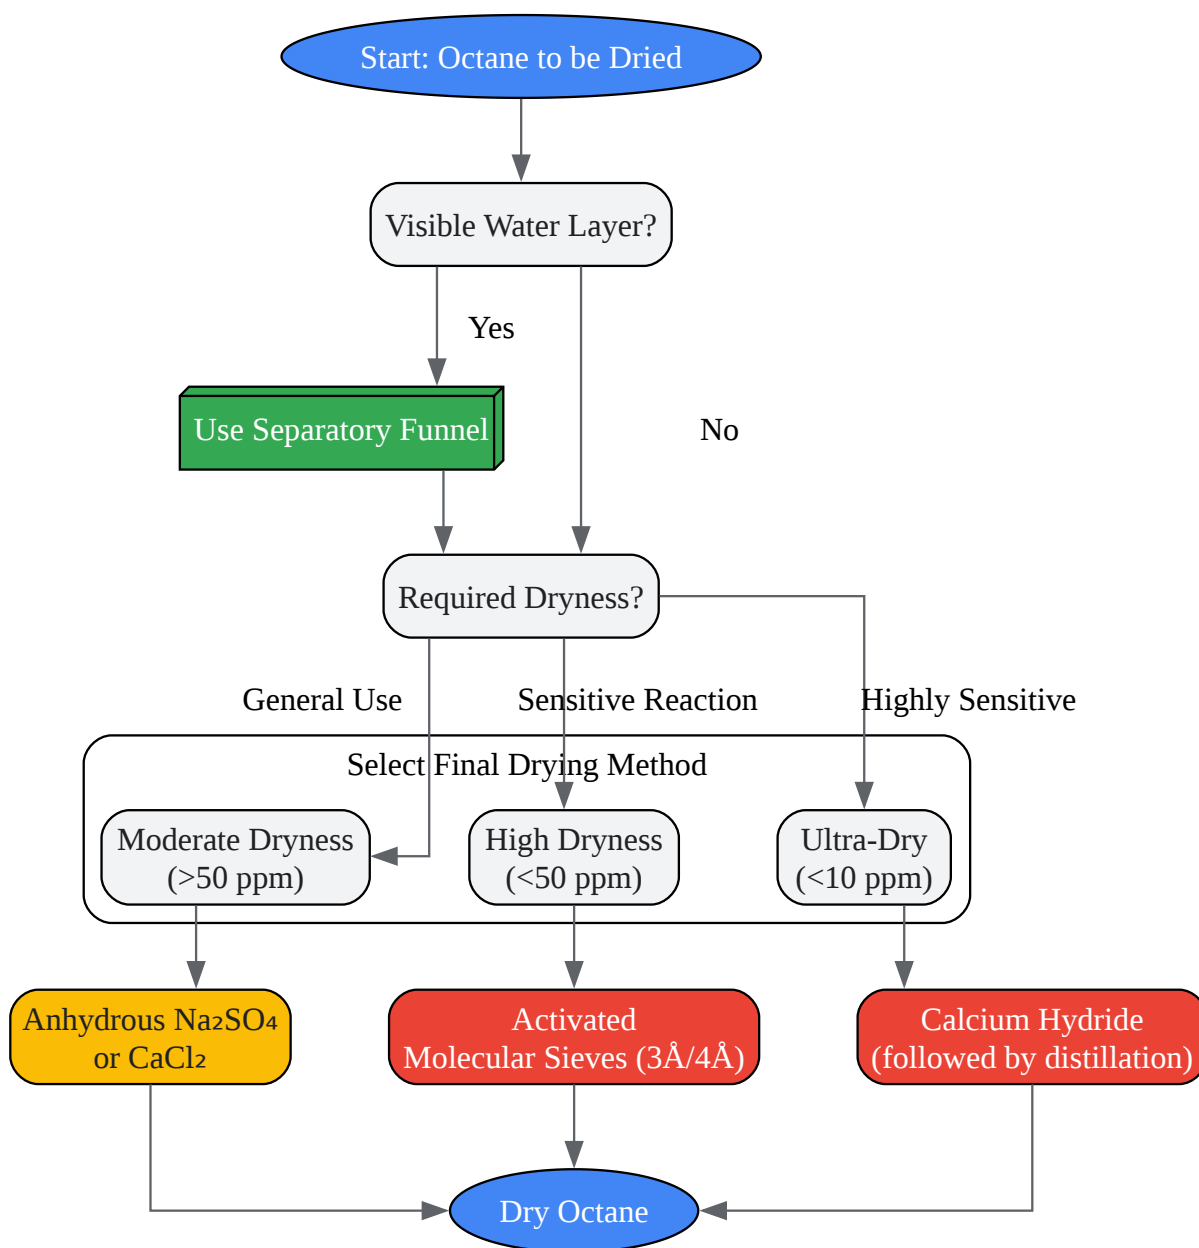 Start: Octane to be Dried
Visible Water Layer?
Yes
Use Separatory Funnel
No
Required Dryness?
General Use
Sensitive Reaction
Highly Sensitive
Select Final Drying Method
Moderate Dryness
(>50 ppm)
High Dryness
(<50 ppm)
Ultra-Dry
(<10 ppm)
Anhydrous Na₂SO₄
or CaCl₂
Activated
Molecular Sieves (3Å/4Å)
Calcium Hydride
(followed by distillation)
Dry Octane